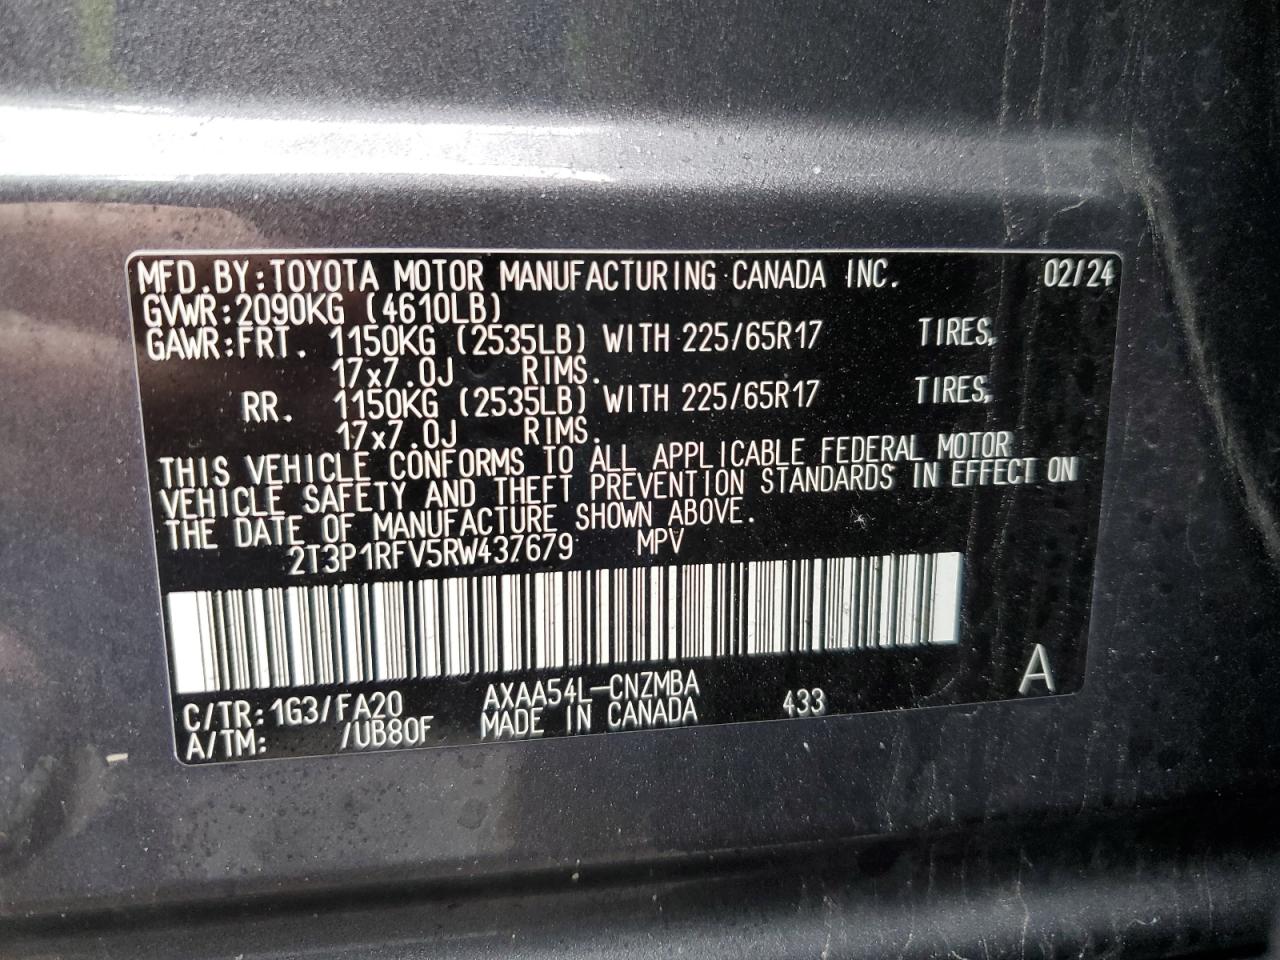 MFD.BY:TOYOTA MOTOR MANUFACTURING CANADA INC. 02/24
GVWR:2090KG (4610LB)
GAWR:FRT. 1150KG (2535LB) WITH 225/65R17 TIRES,
17x7.0J RIMS.
RR. 1150KG (2535LB) WITH 225/65R17 TIRES,
17x7.0J RIMS.
THIS VEHICLE CONFORMS TO ALL APPLICABLE FEDERAL MOTOR
VEHICLE SAFETY AND THEFT PREVENTION STANDARDS IN EFFECT ON
THE DATE OF MANUFACTURE SHOWN ABOVE.
2T3P1RFV5RW437679 MPV
C/TR:1G3/FA20 AXAA54L-CNZMBA 433 A
A/TM: /UB80F MADE IN CANADA